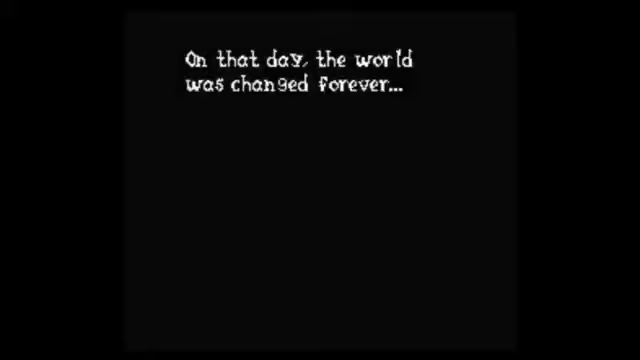 On that day, the world
was changed forever...